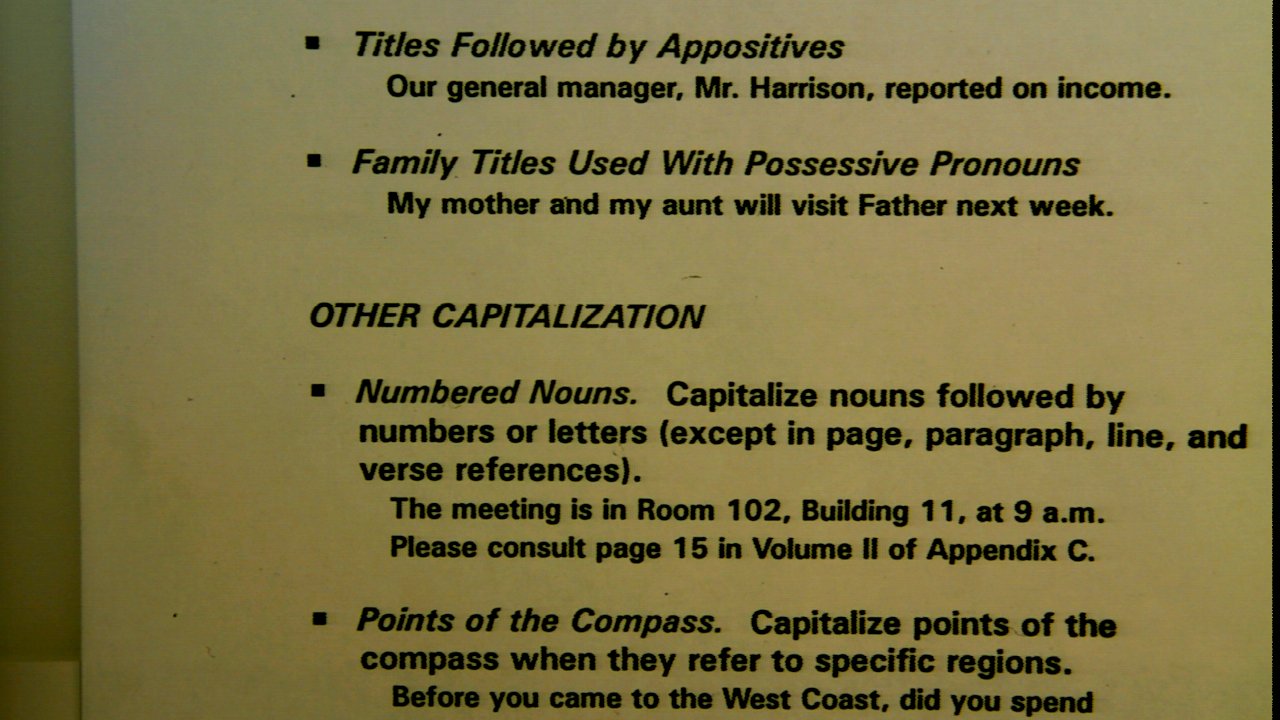 ▪ Titles Followed by Appositives
Our general manager, Mr. Harrison, reported on income.
▪ Family Titles Used With Possessive Pronouns
My mother and my aunt will visit Father next week.
OTHER CAPITALIZATION
▪ Numbered Nouns. Capitalize nouns followed by
numbers or letters (except in page, paragraph, line, and
verse references).
The meeting is in Room 102, Building 11, at 9 a.m.
Please consult page 15 in Volume II of Appendix C.
▪ Points of the Compass. Capitalize points of the
compass when they refer to specific regions.
Before you came to the West Coast, did you spend